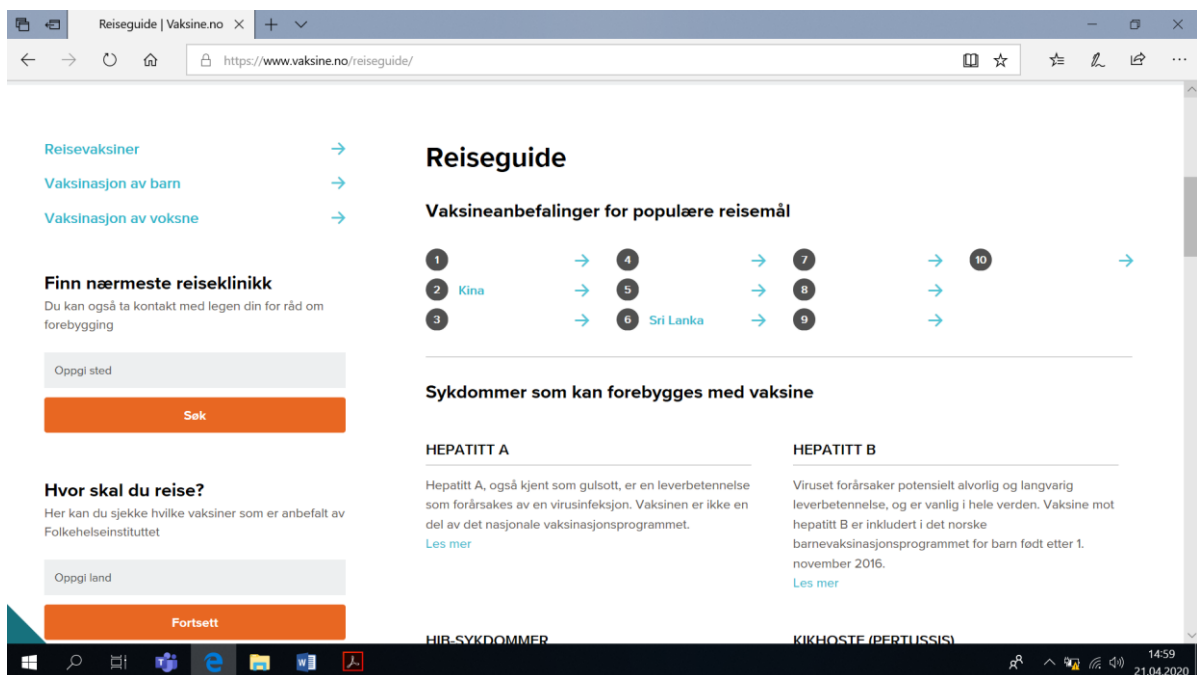 Reiseguide | Vaksine.no
https://www.vaksine.no/reiseguide/
Reisevaksiner
Vaksinasjon av barn
Vaksinasjon av voksne
Finn nærmeste reiseklinikk
Du kan også ta kontakt med legen din for råd om
forebygging
Oppgi sted
Søk
Hvor skal du reise?
Her kan du sjekke hvilke vaksiner som er anbefalt av
Folkehelseinstituttet
Oppgi land
Fortsett
Reiseguide
Vaksineanbefalinger for populære reisemål
1
2 Kina
3
4
5
6 Sri Lanka
7
8
9
10
Sykdommer som kan forebygges med vaksine
HEPATITT A
Hepatitt A, også kjent som gulsott, er en leverbetennelse
som forårsakes av en virusinfeksjon. Vaksinen er ikke en
del av det nasjonale vaksinasjonsprogrammet.
Les mer
HEPATITT B
Viruset forårsaker potensielt alvorlig og langvarig
leverbetennelse, og er vanlig i hele verden. Vaksine mot
hepatitt B er inkludert i det norske
barnevaksinasjonsprogrammet for barn født etter 1.
november 2016.
Les mer
HIB-SYKDOMMER
KIKHOSTE (PERTUSSIS)
14:59
21.04.2020